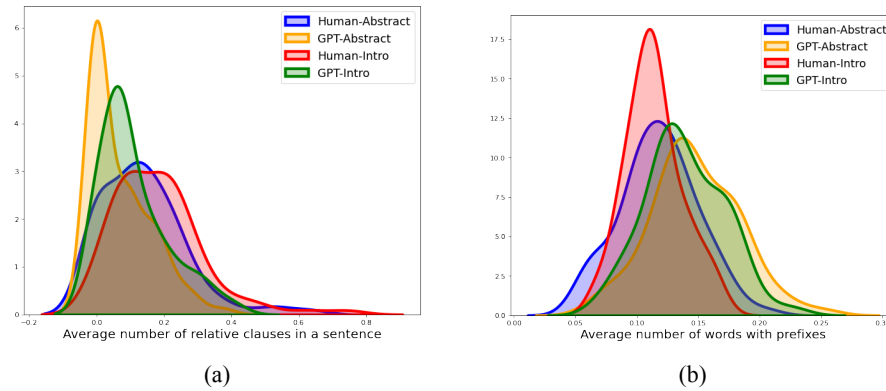 Human-Abstract
GPT-Abstract
Human-Intro
GPT-Intro
6
5
4
3
2
1
0
−0.2 0.0 0.2 0.4 0.6 0.8
Average number of relative clauses in a sentence
(a)
Human-Abstract
GPT-Abstract
Human-Intro
GPT-Intro
17.5
15.0
12.5
10.0
7.5
5.0
2.5
0.0
0.00 0.05 0.10 0.15 0.20 0.25 0.3
Average number of words with prefixes
(b)